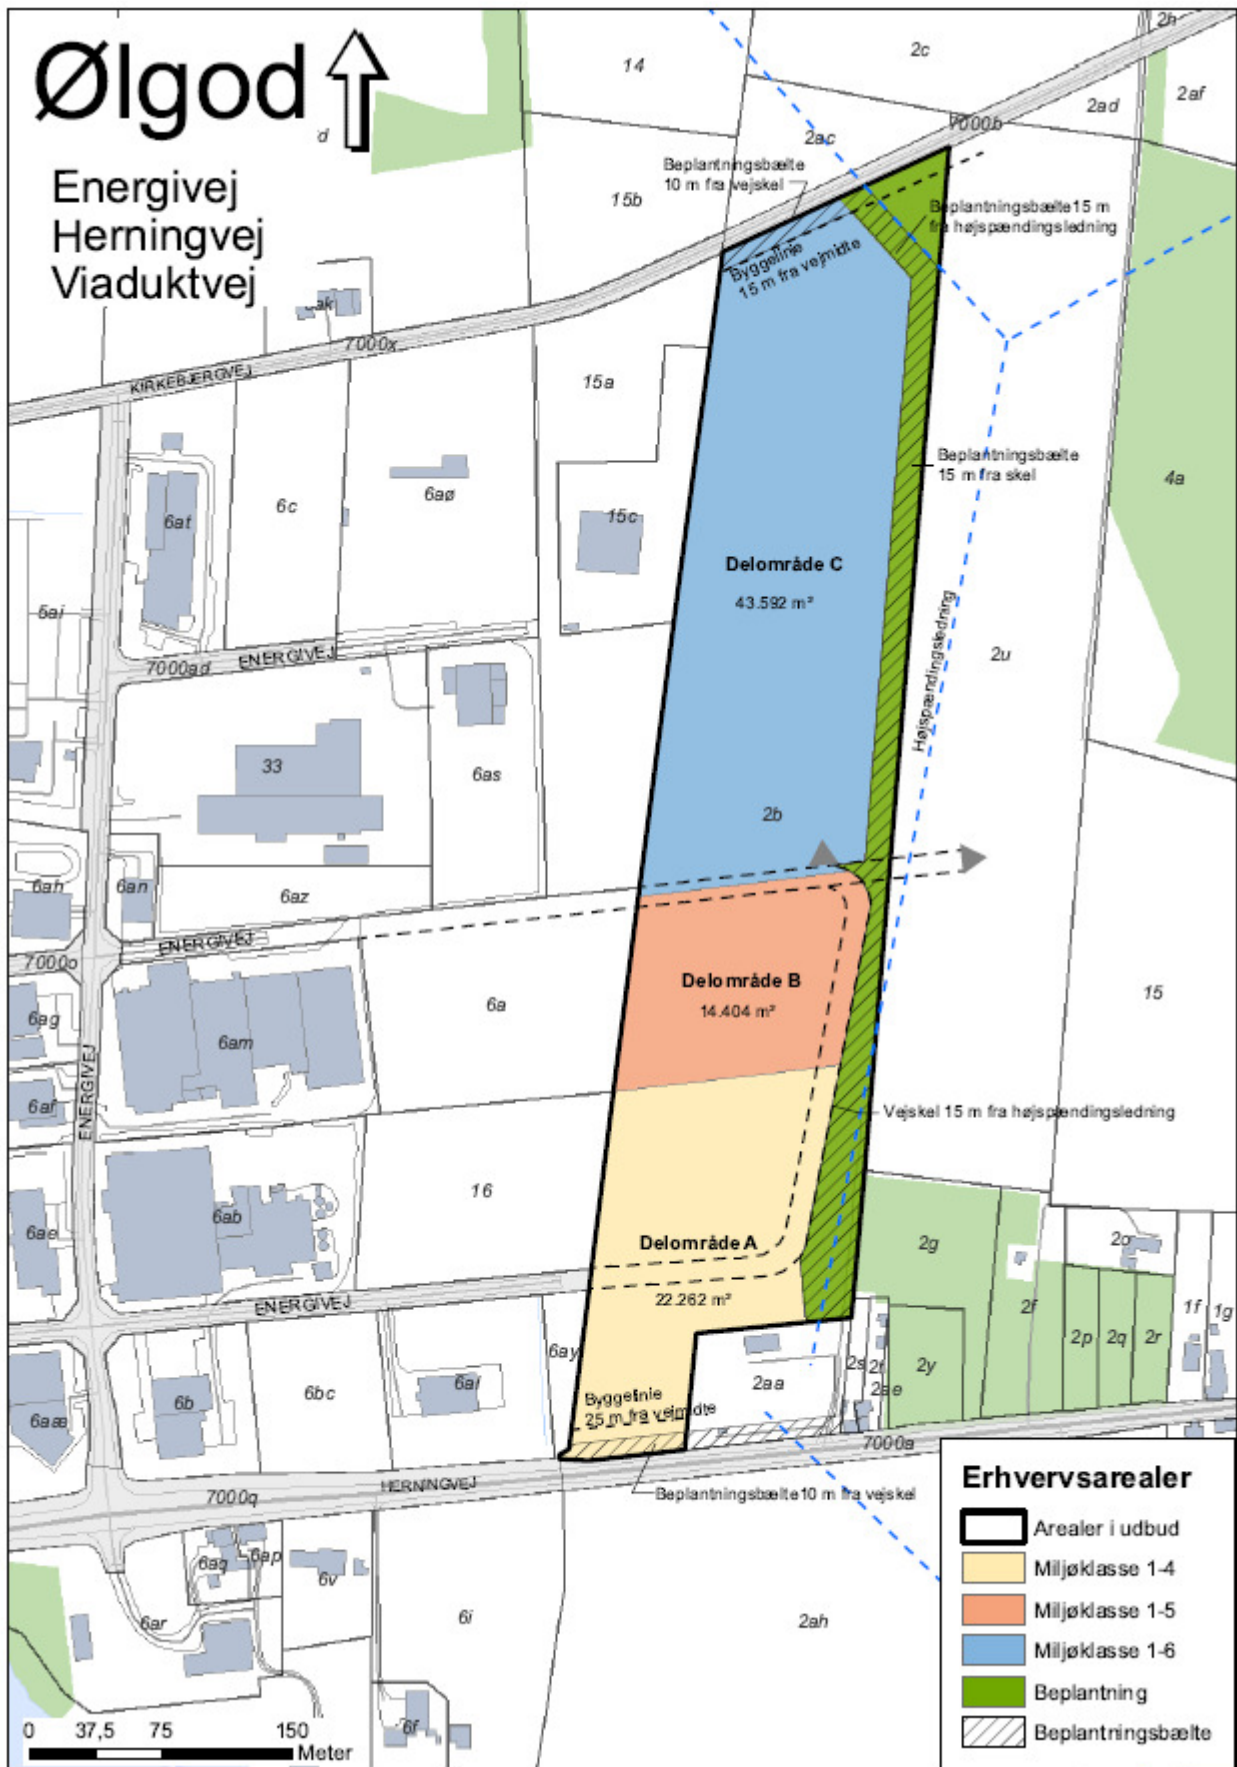 Ølgod
Energivej
Herningvej
Viaduktvej
14
2c
2h
2af
2ad
7000b
2ac
d
Beplantningsbælte
10 m fra vejskel
15b
Beplantningsbælte 15 m
fra højspændingsledning
Byggelinie
15 m fra vejmidte
7000x
KIRKEBJERGVEJ
15a
Beplantningsbælte
15 m fra skel
4a
6at
6c
6aø
15c
Delområde C
43.592 m²
6ai
Højspændingsledning
2u
7000ad
ENERGIVEJ
33
6as
2b
6ah
6an
6az
ENERGIVEJ
7000o
6a
Delområde B
14.404 m²
15
6ag
6am
ENERGIVEJ
6af
Vejskel 15 m fra højspændingsledning
16
6ae
6ab
Delområde A
22.262 m²
2g
2o
ENERGIVEJ
2f
1f
1g
2p
2q
2r
6ay
2s
2t
2y
2ae
2aa
6aæ
6b
6bc
6al
Byggelinie
25 m fra vejmidte
7000a
HERNINGVEJ
7000q
Beplantningsbælte 10 m fra vejskel
6aq
6ap
6v
6ar
6i
2ah
6f
Erhvervsarealer
Arealer i udbud
Miljøklasse 1-4
Miljøklasse 1-5
Miljøklasse 1-6
Beplantning
Beplantningsbælte
0 37,5 75 150
Meter